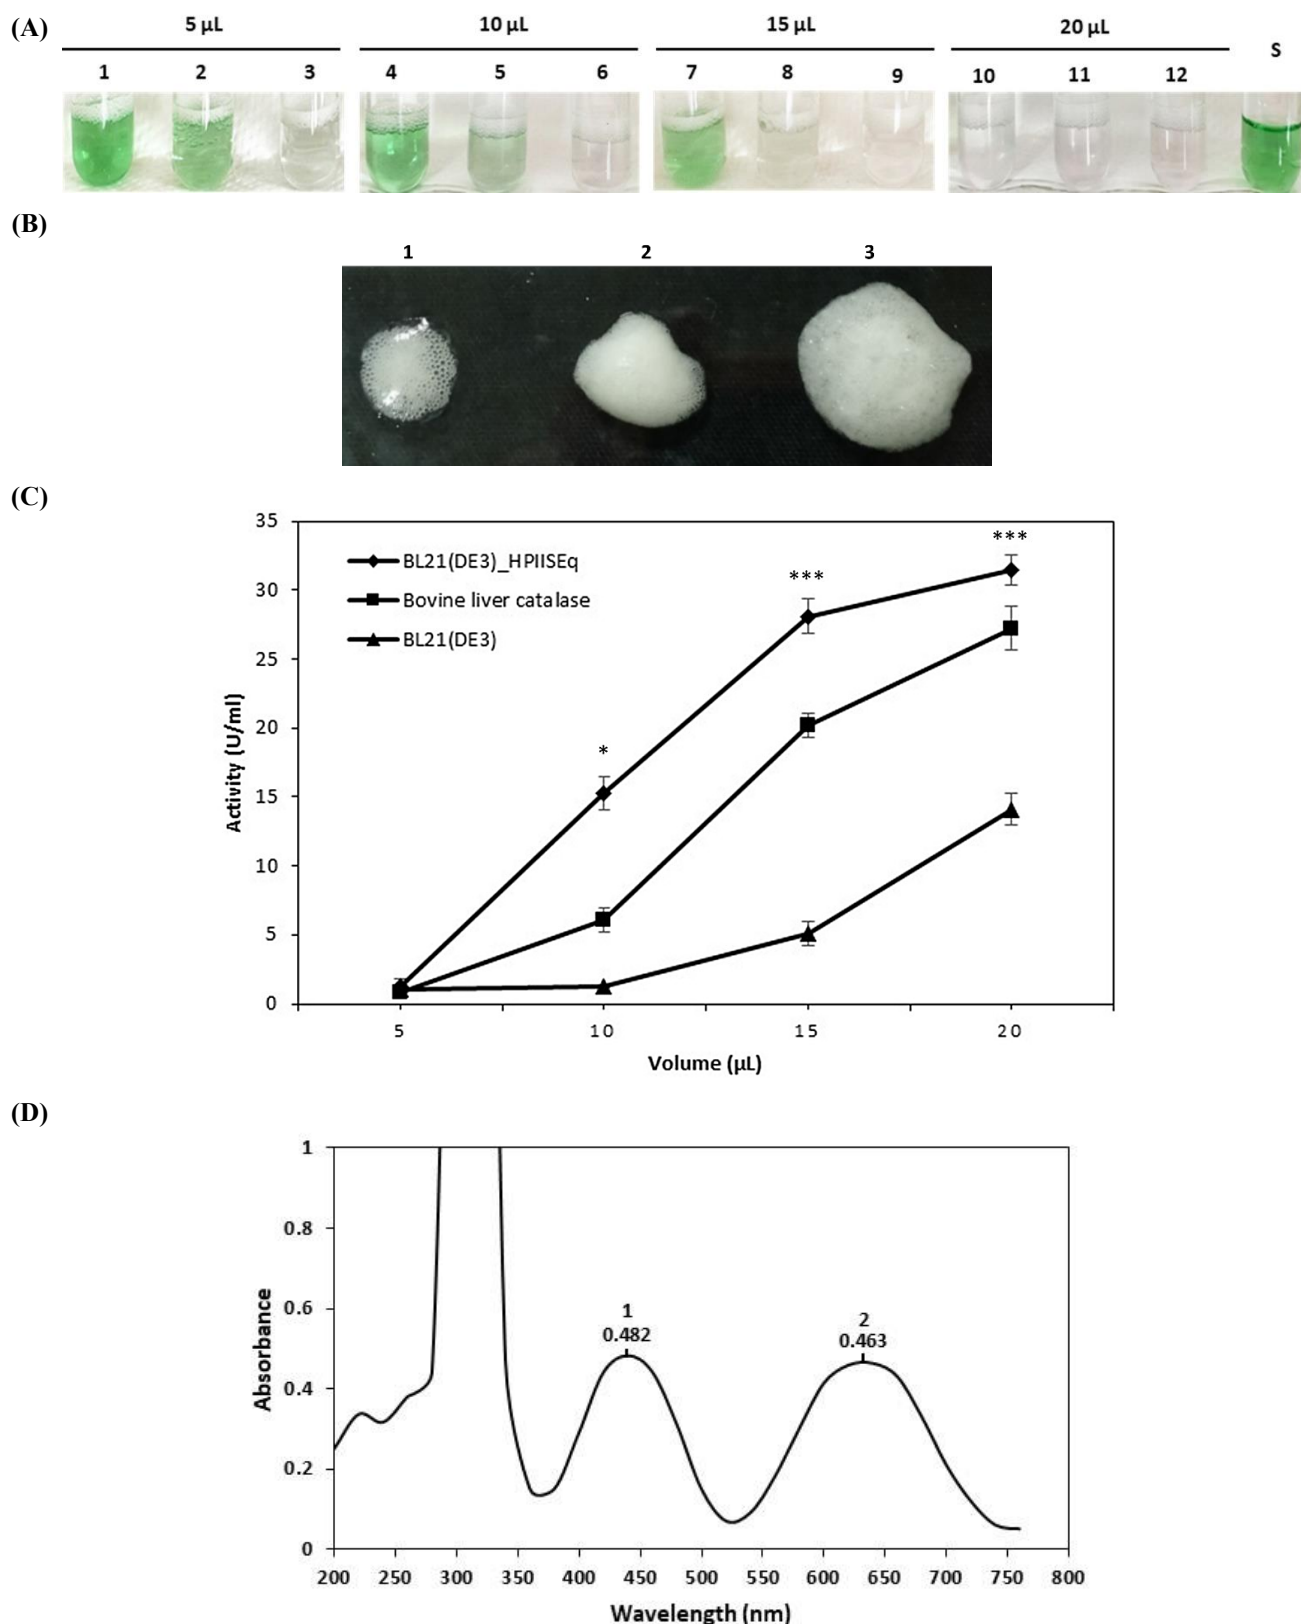 (A)
5 µL 10 µL 15 µL 20 µL S
1 2 3 4 5 6 7 8 9 10 11 12
(B)
1 2 3
(C)
35
30
25
20
15
10
5
0
Activity (U/ml)
BL21(DE3)_HPIISEq
Bovine liver catalase
BL21(DE3)
*
***
***
5 10 15 20
Volume (µL)
(D)
1
0.8
0.6
0.4
0.2
0
Absorbance
1
0.482
2
0.463
200 250 300 350 400 450 500 550 600 650 700 750 800
Wavelength (nm)